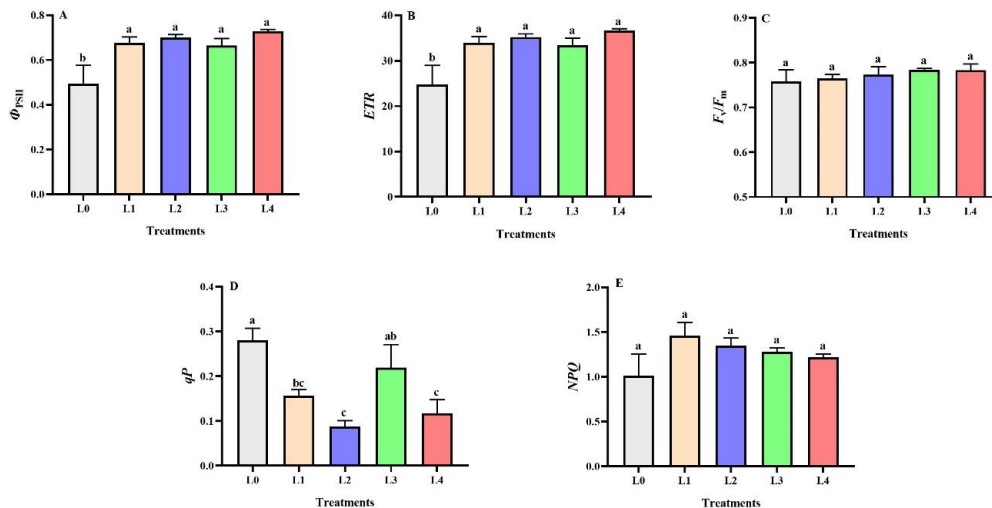 A
ΦPSII
0.8
0.6
0.4
0.2
0.0
b
a
a
a
a
L0
L1
L2
L3
L4
Treatments
B
ETR
40
30
20
10
0
b
a
a
a
a
L0
L1
L2
L3
L4
Treatments
C
Fv/Fm
0.9
0.8
0.7
0.6
0.5
a
a
a
a
a
L0
L1
L2
L3
L4
Treatments
D
qP
0.4
0.3
0.2
0.1
0.0
a
bc
c
ab
c
L0
L1
L2
L3
L4
Treatments
E
NPQ
2.0
1.5
1.0
0.5
0.0
a
a
a
a
a
L0
L1
L2
L3
L4
Treatments